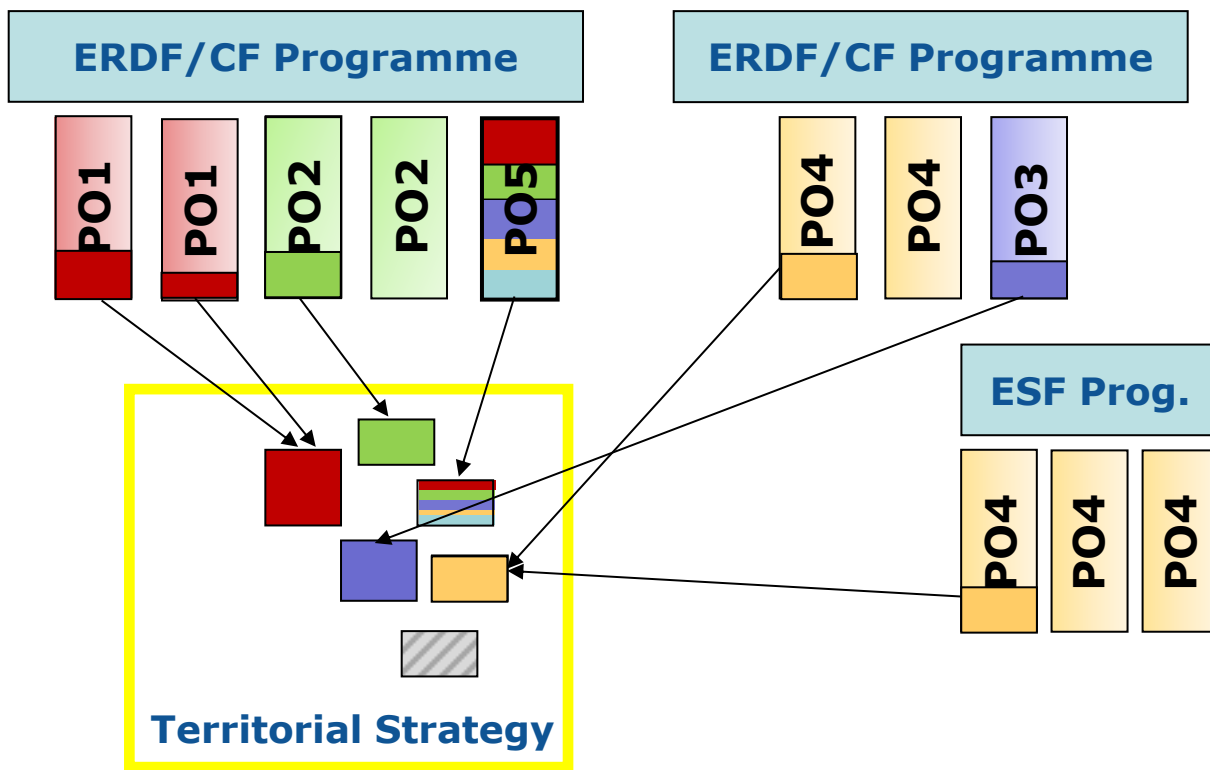 ERDF/CF Programme
ERDF/CF Programme
PO1
PO1
PO2
PO2
PO5
PO4
PO4
PO3
ESF Prog.
PO4
PO4
PO4
Territorial Strategy